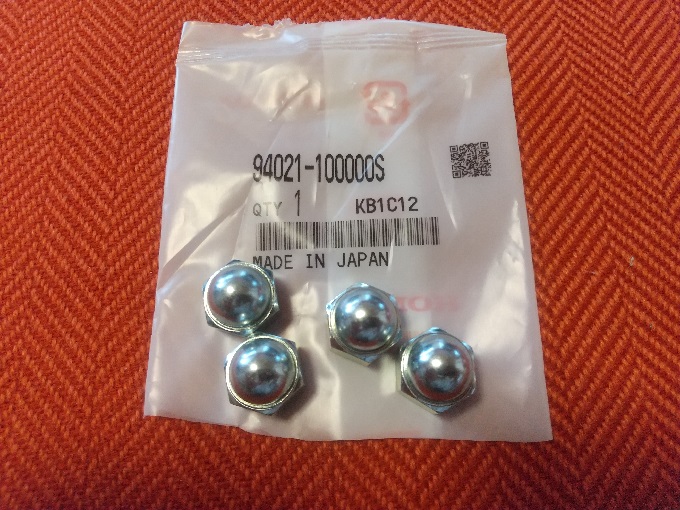 94021-100000S
QTY 1 KB1C12
MADE IN JAPAN